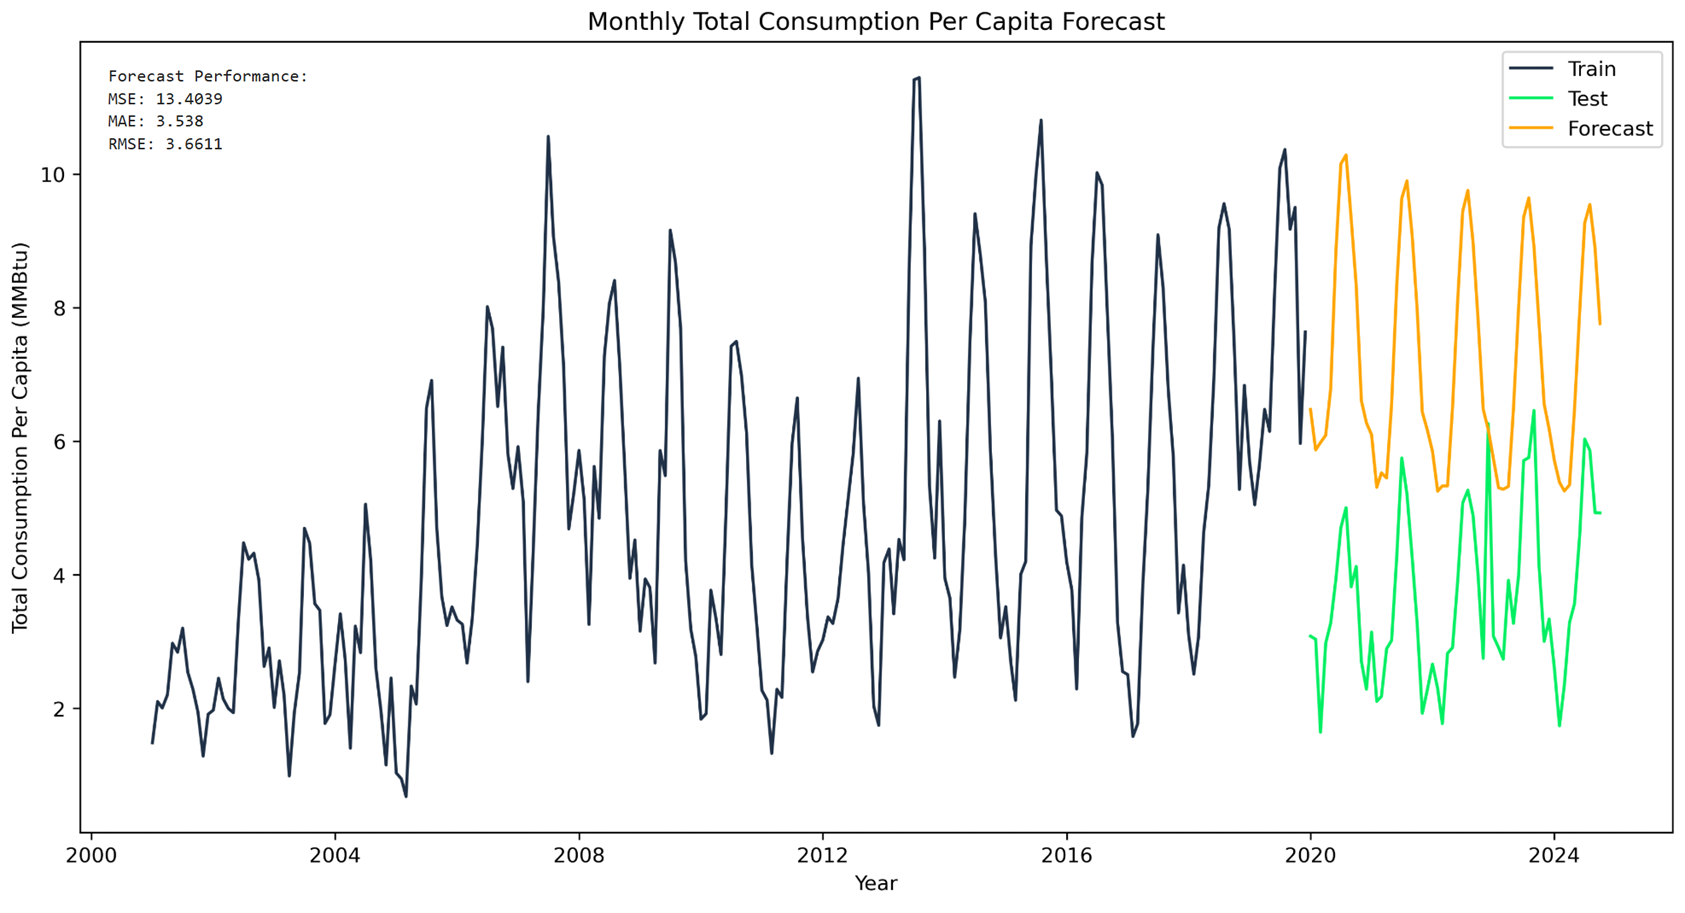 Monthly Total Consumption Per Capita Forecast
Forecast Performance:
MSE: 13.4039
MAE: 3.538
RMSE: 3.6611
Train
Test
Forecast
Total Consumption Per Capita (MMBtu)
10
8
6
4
2
2000
2004
2008
2012
2016
2020
2024
Year